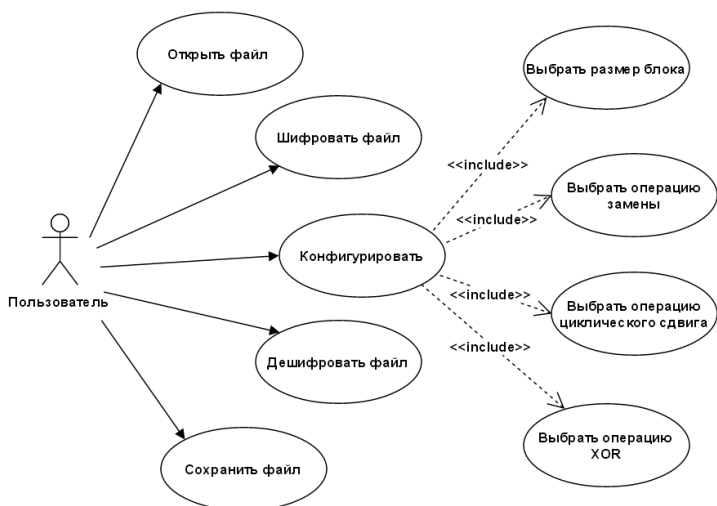 Открыть файл
Выбрать размер блока
Шифровать файл
<<include>>
Выбрать операцию
замены
<<include>>
Пользователь
Конфигурировать
<<include>>
Выбрать операцию
циклического сдвига
<<include>>
Дешифровать файл
Выбрать операцию
XOR
Сохранить файл